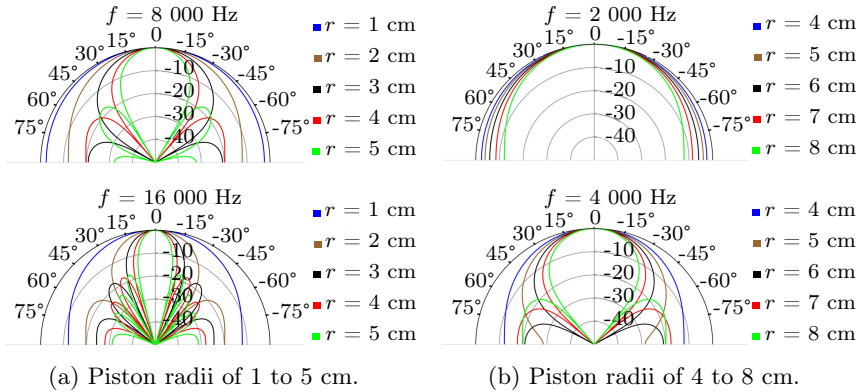 f = 8 000 Hz
0
15°
-15°
30°
-30°
45°
-45°
60°
-60°
75°
-75°
-10
-20
-30
-40
r = 1 cm
r = 2 cm
r = 3 cm
r = 4 cm
r = 5 cm
f = 16 000 Hz
0
15°
-15°
30°
-30°
45°
-45°
60°
-60°
75°
-75°
-10
-20
-30
-40
r = 1 cm
r = 2 cm
r = 3 cm
r = 4 cm
r = 5 cm
(a) Piston radii of 1 to 5 cm.
f = 2 000 Hz
0
15°
-15°
30°
-30°
45°
-45°
60°
-60°
75°
-75°
-10
-20
-30
-40
r = 4 cm
r = 5 cm
r = 6 cm
r = 7 cm
r = 8 cm
f = 4 000 Hz
0
15°
-15°
30°
-30°
45°
-45°
60°
-60°
75°
-75°
-10
-20
-30
-40
r = 4 cm
r = 5 cm
r = 6 cm
r = 7 cm
r = 8 cm
(b) Piston radii of 4 to 8 cm.